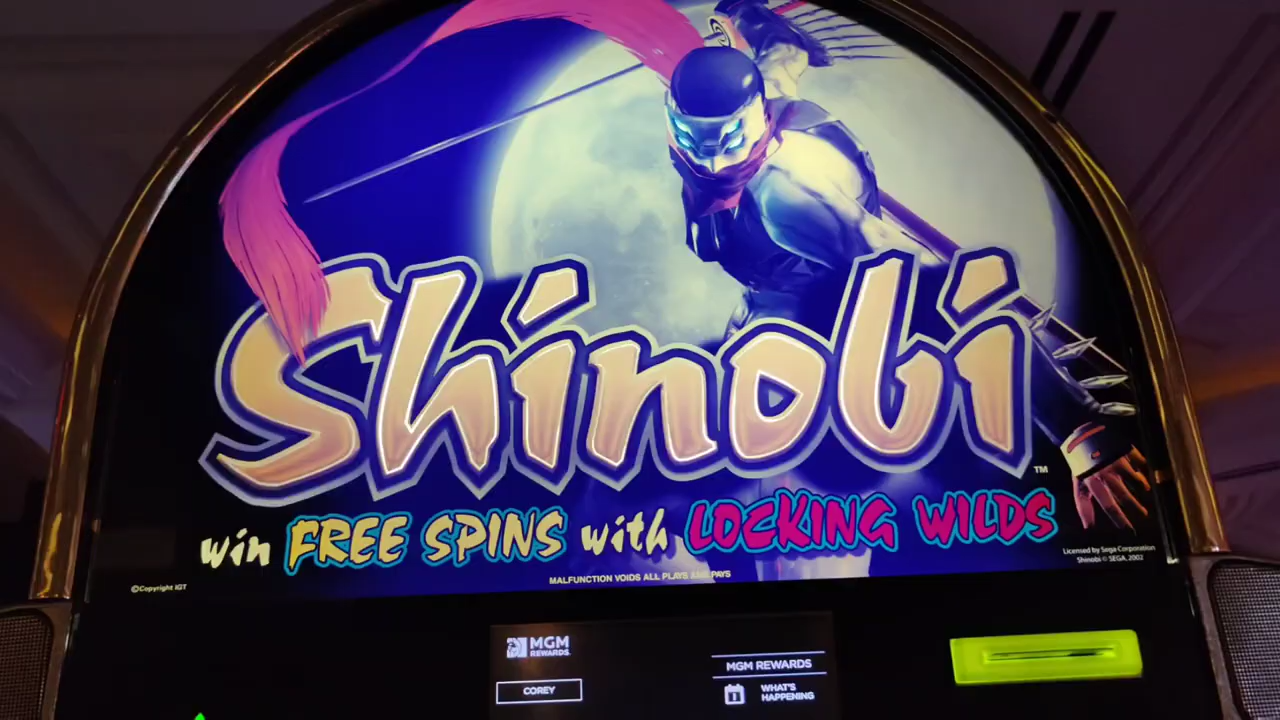 Shinobi
TM
win FREE SPINS with LOCKING WILDS
Licensed by Sega Corporation
Shinobi © SEGA, 2002
©Copyright IGT
MALFUNCTION VOIDS ALL PLAYS AND PAYS
MGM
REWARDS
COREY
MGM REWARDS
WHAT'S
HAPPENING